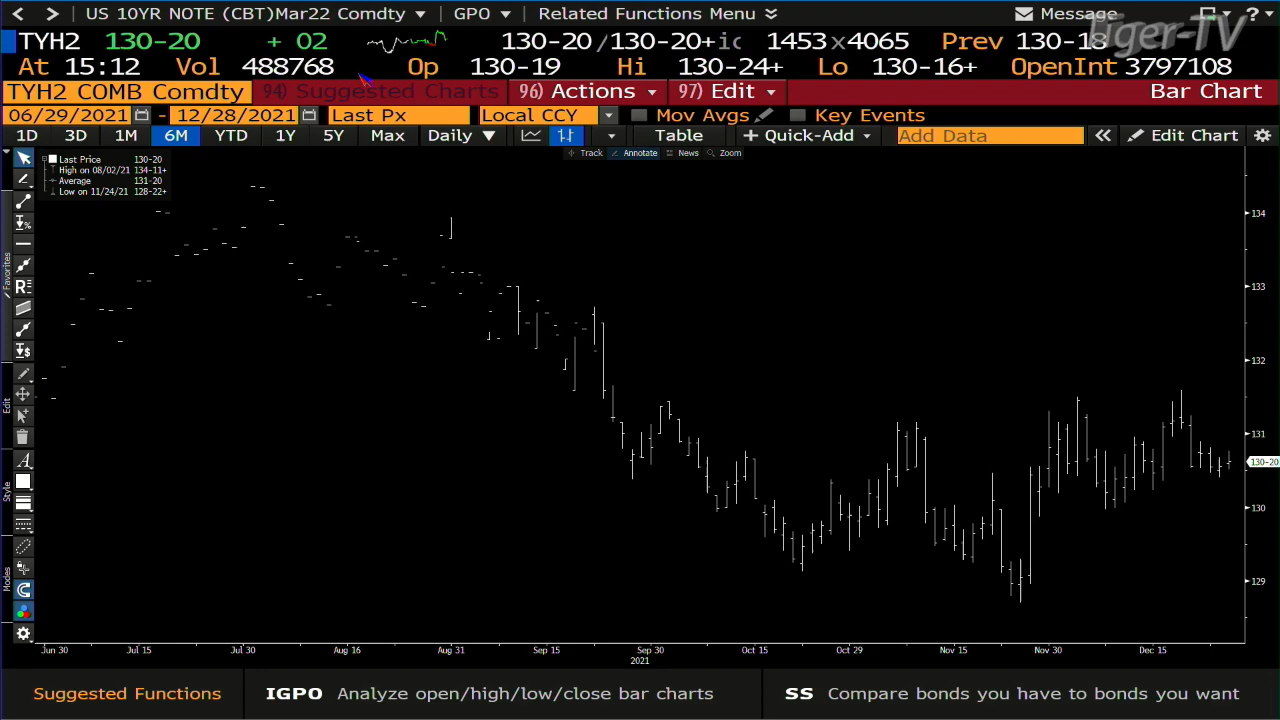 < > US 10YR NOTE (CBT)Mar22 Comdty GPO Related Functions Menu Message ?
TYH2 130-20 + 02 130-20 /130-20+ic 1453x4065 Prev 130-18
Tiger-TV
At 15:12 Vol 488768 Op 130-19 Hi 130-24+ Lo 130-16+ OpenInt 3797108
TYH2 COMB Comdty 94) Suggested Charts 96) Actions 97) Edit Bar Chart
06/29/2021 - 12/28/2021 Last Px Local CCY Mov Avgs Key Events
1D 3D 1M 6M YTD 1Y 5Y Max Daily ▼ Table + Quick-Add Add Data « Edit Chart
Track Annotate News Zoom
Last Price 130-20
High on 08/02/21 134-11+
Average 131-20
Low on 11/24/21 128-22+
Favorites
Edit
Style
Modes
134
133
132
131
130-20
130
129
Jun 30 Jul 15 Jul 30 Aug 16 Aug 31 Sep 15 Sep 30 Oct 15 Oct 29 Nov 15 Nov 30 Dec 15
2021
Suggested Functions IGPO Analyze open/high/low/close bar charts SS Compare bonds you have to bonds you want